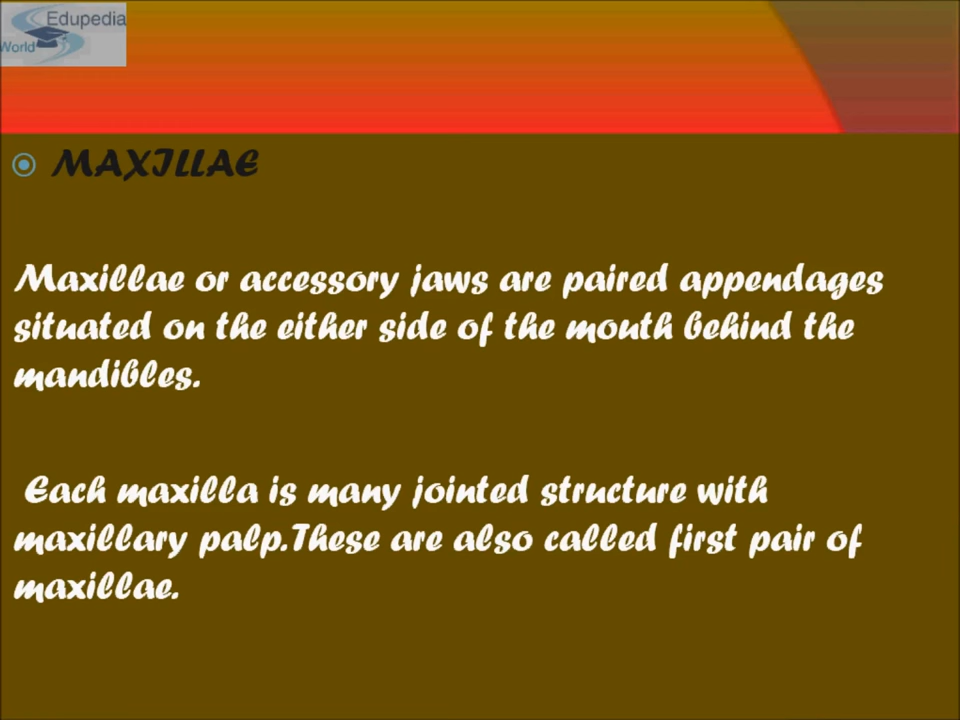 Edupedia
World
MAXILLAE
Maxillae or accessory jaws are paired appendages
situated on the either side of the mouth behind the
mandibles.
Each maxilla is many jointed structure with
maxillary palp.These are also called first pair of
maxillae.